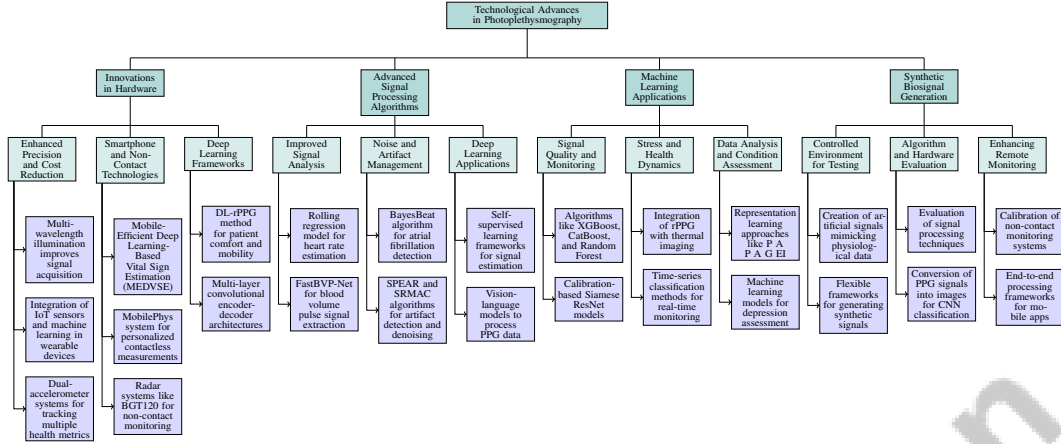 Technological Advances
in Photoplethysmography
Innovations
in Hardware
Advanced
Signal
Processing
Algorithms
Machine
Learning
Applications
Synthetic
Biosignal
Generation
Enhanced
Precision
and Cost
Reduction
Smartphone
and Non-
Contact
Technologies
Deep
Learning
Frameworks
Improved
Signal
Analysis
Noise and
Artifact
Management
Deep
Learning
Applications
Signal
Quality and
Monitoring
Stress and
Health
Dynamics
Data Analysis
and Condition
Assessment
Controlled
Environment
for Testing
Algorithm
and Hardware
Evaluation
Enhancing
Remote
Monitoring
Multi-
wavelength
illumination
improves
signal
acquisition
Integration of
IoT sensors
and machine
learning in
wearable
devices
Dual-
accelerometer
systems for
tracking
multiple
health metrics
Mobile-
Efficient Deep
Learning-
Based
Vital Sign
Estimation
(MEDVSE)
MobilePhys
system for
personalized
contactless
measurements
Radar
systems like
BGT120 for
non-contact
monitoring
DL-rPPG
method for
patient
comfort and
mobility
Multi-layer
convolutional
encoder-
decoder
architectures
Rolling
regression
model for
heart rate
estimation
FastBVP-Net
for blood
volume
pulse signal
extraction
BayesBeat
algorithm
for atrial
fibrillation
detection
SPEAR and
SRMAC
algorithms
for artifact
detection and
denoising
Self-
supervised
learning
frameworks
for signal
estimation
Vision-
language
models to
process
PPG data
Algorithms
like XGBoost,
CatBoost,
and Random
Forest
Calibration-
based Siamese
ResNet
models
Integration
of rPPG
with thermal
imaging
Time-series
classification
methods for
real-time
monitoring
Representation
learning
approaches
like P A
P A G EI
Machine
learning
models for
depression
assessment
Creation of ar-
tificial signals
mimicking
physiological
data
Flexible
frameworks
for generating
synthetic
signals
Evaluation
of signal
processing
techniques
Conversion of
PPG signals
into images
for CNN
classification
Calibration of
non-contact
monitoring
systems
End-to-end
processing
frameworks
for mo-
bile apps
n